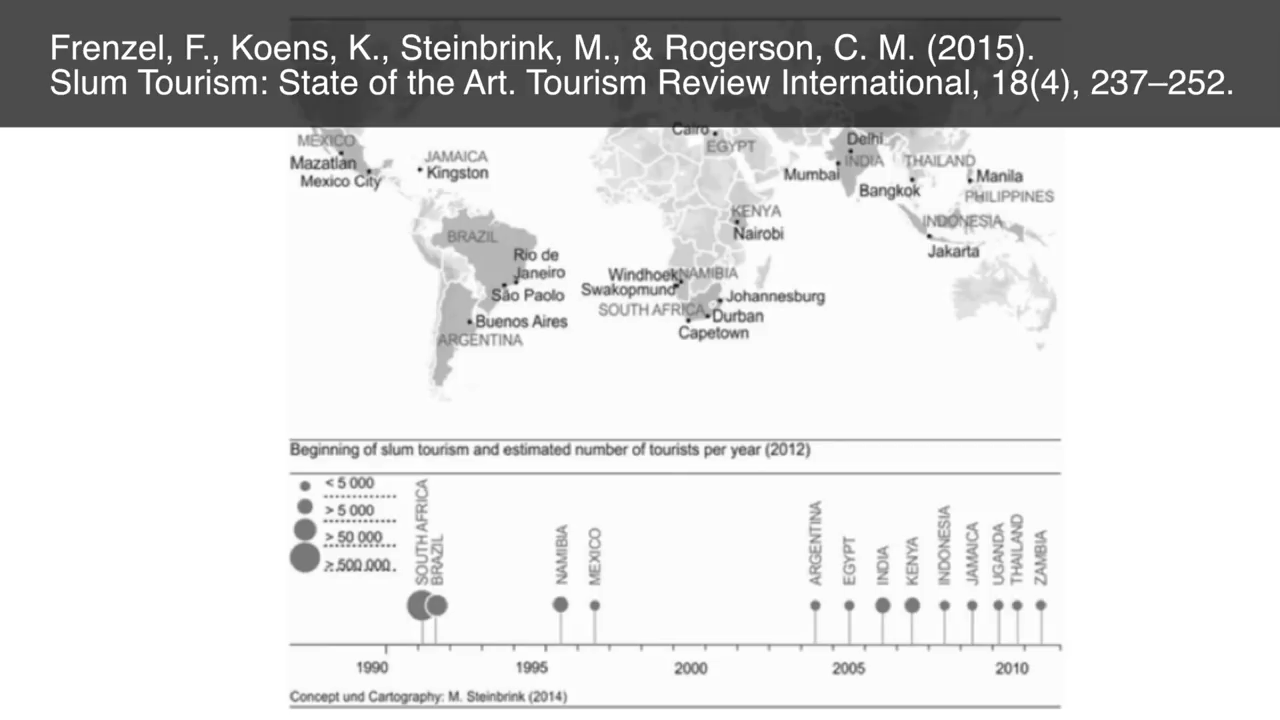 Frenzel, F., Koens, K., Steinbrink, M., & Rogerson, C. M. (2015).
Slum Tourism: State of the Art. Tourism Review International, 18(4), 237–252.
Cairo
EGYPT
Delhi
MEXICO
Mazatlan
Mexico City
JAMAICA
Kingston
INDIA
THAILAND
Mumbai
Bangkok
Manila
PHILIPPINES
KENYA
Nairobi
INDONESIA
Jakarta
BRAZIL
Rio de
Janeiro
São Paolo
Windhoek
NAMIBIA
Swakopmund
Johannesburg
SOUTH AFRICA
Durban
Capetown
Buenos Aires
ARGENTINA
Beginning of slum tourism and estimated number of tourists per year (2012)
< 5 000
> 5 000
> 50 000
≥ 500 000
SOUTH AFRICA
BRAZIL
NAMIBIA
MEXICO
ARGENTINA
EGYPT
INDIA
KENYA
INDONESIA
JAMAICA
UGANDA
THAILAND
ZAMBIA
1990
1995
2000
2005
2010
Concept und Cartography: M. Steinbrink (2014)